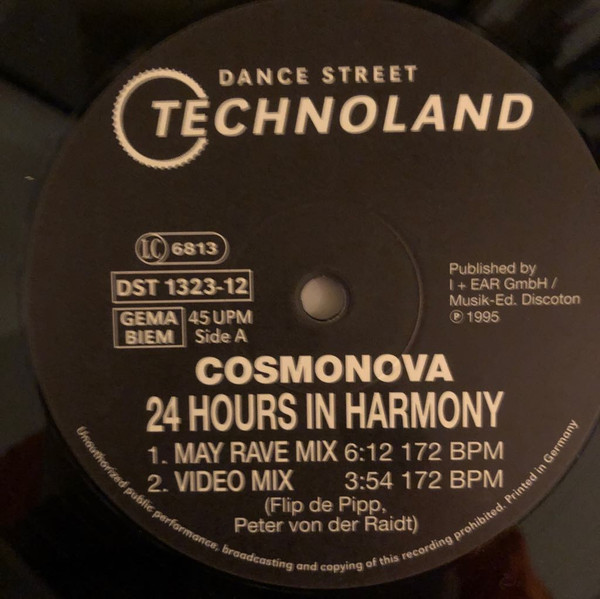 DANCE STREET
TECHNOLAND
LC 6813
DST 1323-12
GEMA
BIEM
45 UPM
Side A
Published by
I + EAR GmbH /
Musik-Ed. Discoton
℗ 1995
COSMONOVA
24 HOURS IN HARMONY
1. MAY RAVE MIX 6:12 172 BPM
2. VIDEO MIX 3:54 172 BPM
(Flip de Pipp,
Peter von der Raidt)
Unauthorized public performance, broadcasting and copying of this recording prohibited. Printed in Germany